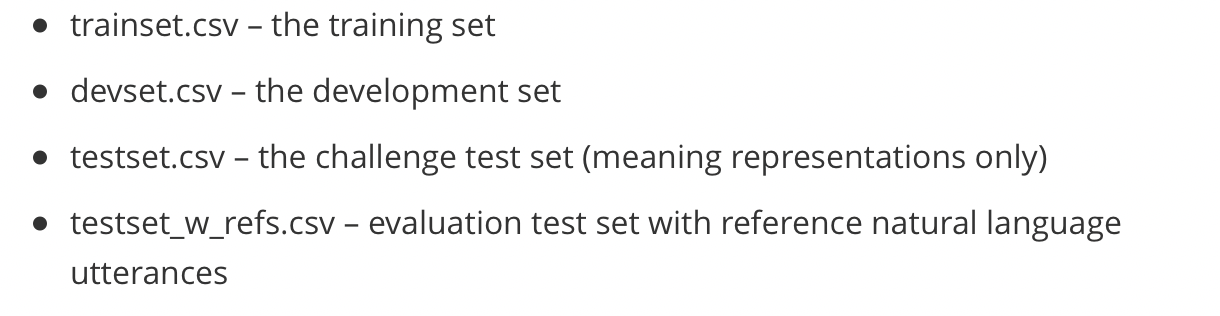 • trainset.csv – the training set
• devset.csv – the development set
• testset.csv – the challenge test set (meaning representations only)
• testset_w_refs.csv – evaluation test set with reference natural language
utterances